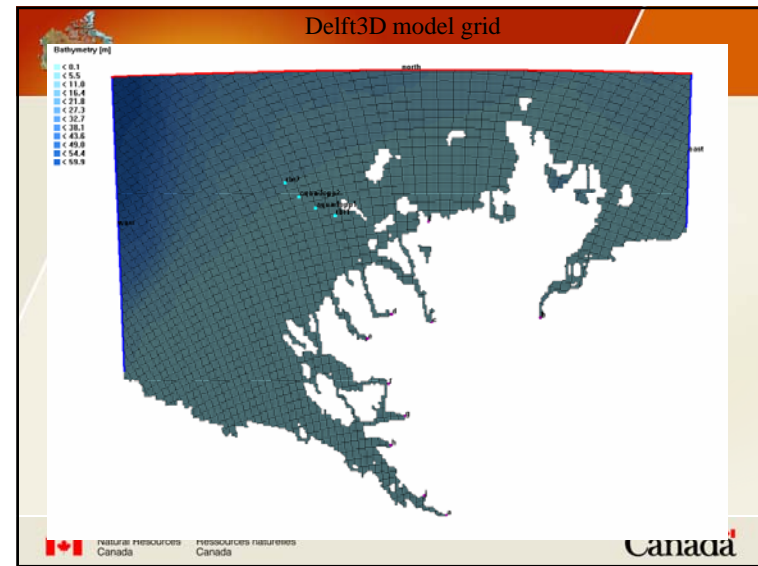 Delft3D model grid
Bathymetry [m]
< 0.1
< 5.5
< 11.0
< 16.4
< 21.8
< 27.3
< 32.7
< 38.1
< 43.6
< 49.0
< 54.4
< 59.9
north
east
Natural Resources
Canada
Ressources naturelles
Canada
Canada